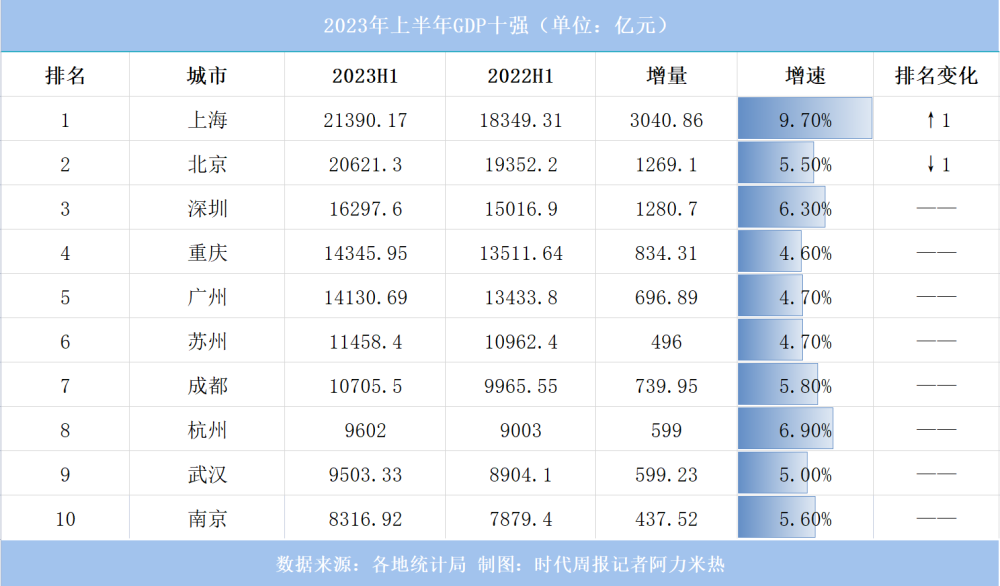 2023年上半年GDP十强（单位：亿元）
排名 城市 2023H1 2022H1 增量 增速 排名变化
1 上海 21390.17 18349.31 3040.86 9.70% ↑1
2 北京 20621.3 19352.2 1269.1 5.50% ↓1
3 深圳 16297.6 15016.9 1280.7 6.30% ——
4 重庆 14345.95 13511.64 834.31 4.60% ——
5 广州 14130.69 13433.8 696.89 4.70% ——
6 苏州 11458.4 10962.4 496 4.70% ——
7 成都 10705.5 9965.55 739.95 5.80% ——
8 杭州 9602 9003 599 6.90% ——
9 武汉 9503.33 8904.1 599.23 5.00% ——
10 南京 8316.92 7879.4 437.52 5.60% ——
数据来源：各地统计局 制图：时代周报记者阿力米热